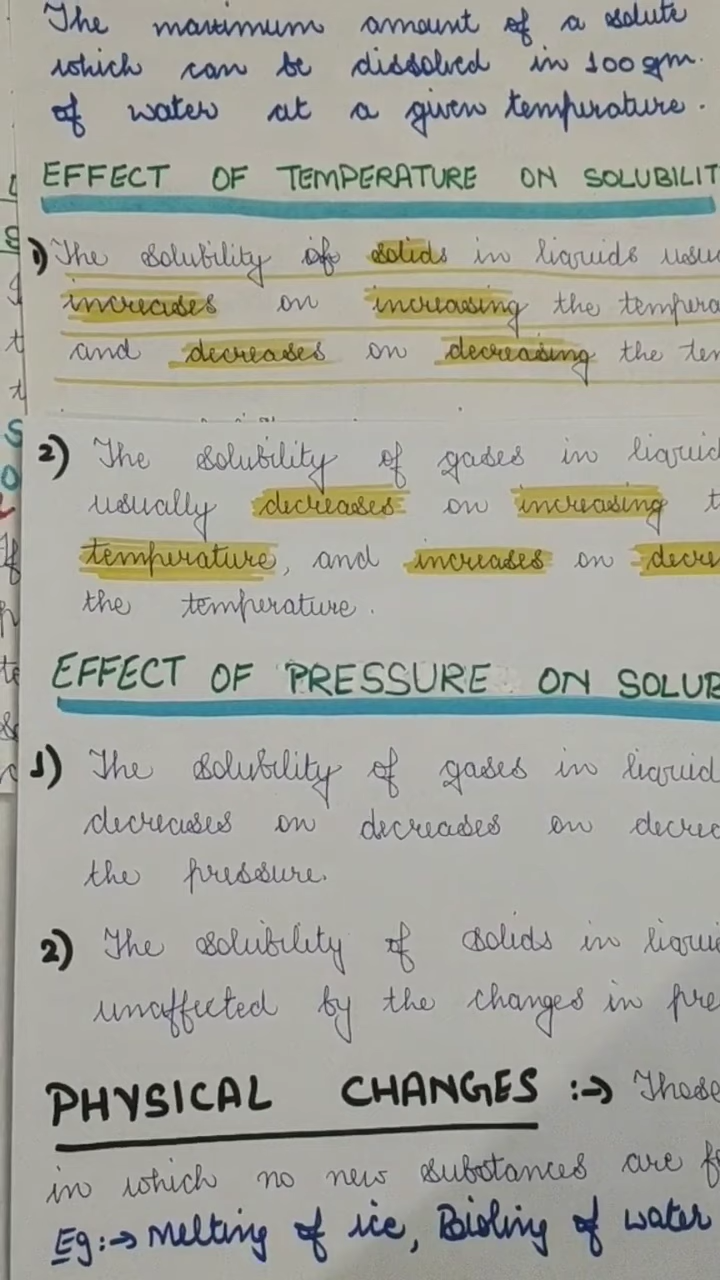 The maximum amount of a solute
which can be dissolved in 100 gm.
of water at a given temperature.
EFFECT OF TEMPERATURE ON SOLUBILIT
1) The solubility of solids in liquids usu
increases on increasing the tempera
and decreases on decreasing the tem
2) The solubility of gases in liquid
usually decreases on increasing t
temperature, and increases on decre
the temperature.
EFFECT OF PRESSURE ON SOLUB
1) The solubility of gases in liquid
decreases on decreases on decrea
the pressure.
2) The solubility of solids in liqui
unaffected by the changes in pre
PHYSICAL CHANGES :→ Those
in which no new substances are f
Eg:→ Melting of ice, Bioling of water